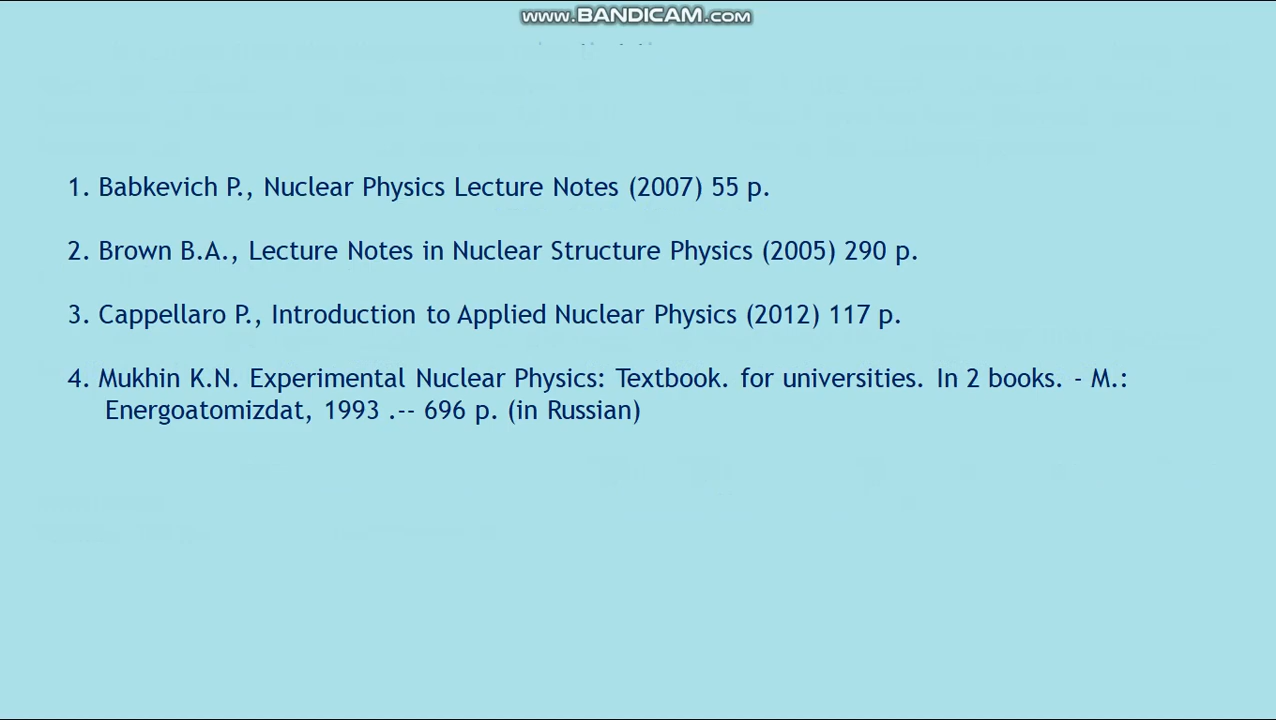 www.BANDICAM.com
1. Babkevich P., Nuclear Physics Lecture Notes (2007) 55 p.
2. Brown B.A., Lecture Notes in Nuclear Structure Physics (2005) 290 p.
3. Cappellaro P., Introduction to Applied Nuclear Physics (2012) 117 p.
4. Mukhin K.N. Experimental Nuclear Physics: Textbook. for universities. In 2 books. - M.:
Energoatomizdat, 1993 .-- 696 p. (in Russian)